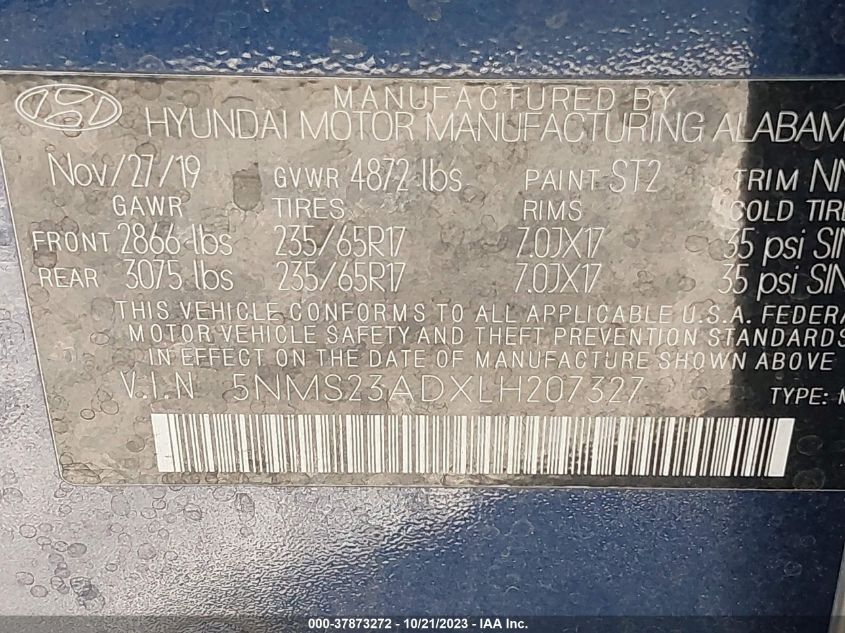 MANUFACTURED BY
HYUNDAI MOTOR MANUFACTURING ALABAM
Nov/27/19 GVWR 4872 lbs PAINT ST2 TRIM NN
GAWR TIRES RIMS COLD TIRE
FRONT 2866 lbs 235/65R17 7.0JX17 35 psi SIN
REAR 3075 lbs 235/65R17 7.0JX17 35 psi SIN
THIS VEHICLE CONFORMS TO ALL APPLICABLE U.S.A. FEDERA
MOTOR VEHICLE SAFETY AND THEFT PREVENTION STANDARDS
IN EFFECT ON THE DATE OF MANUFACTURE SHOWN ABOVE
V.I.N 5NMS23ADXLH207327 TYPE: M
000-37873272 - 10/21/2023 - IAA Inc.